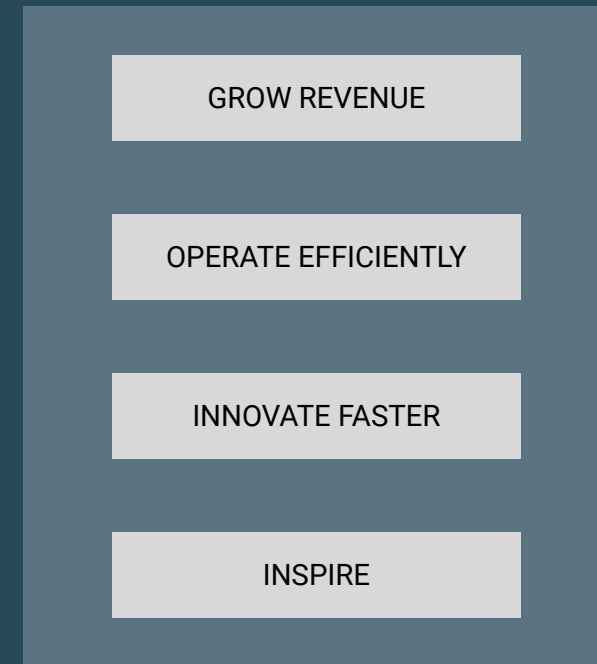 GROW REVENUE
OPERATE EFFICIENTLY
INNOVATE FASTER
INSPIRE